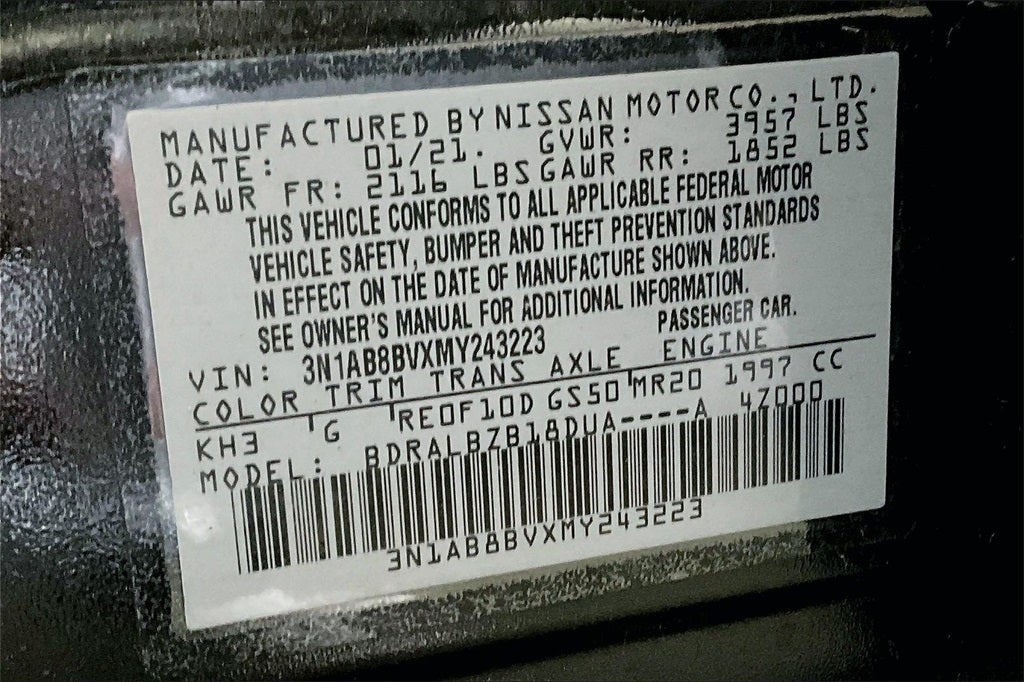 MANUFACTURED BY NISSAN MOTOR CO., LTD.
DATE: 01/21. GVWR: 3957 LBS
GAWR FR: 2116 LBS GAWR RR: 1852 LBS
THIS VEHICLE CONFORMS TO ALL APPLICABLE FEDERAL MOTOR
VEHICLE SAFETY, BUMPER AND THEFT PREVENTION STANDARDS
IN EFFECT ON THE DATE OF MANUFACTURE SHOWN ABOVE.
SEE OWNER'S MANUAL FOR ADDITIONAL INFORMATION.
VIN: 3N1AB8BVXMY243223 PASSENGER CAR.
COLOR TRIM TRANS AXLE ENGINE
KH3 G RE0F10D GS50 MR20 1997 CC
MODEL: BDRALBZB18DUA----A 47000
3N1AB8BVXMY243223